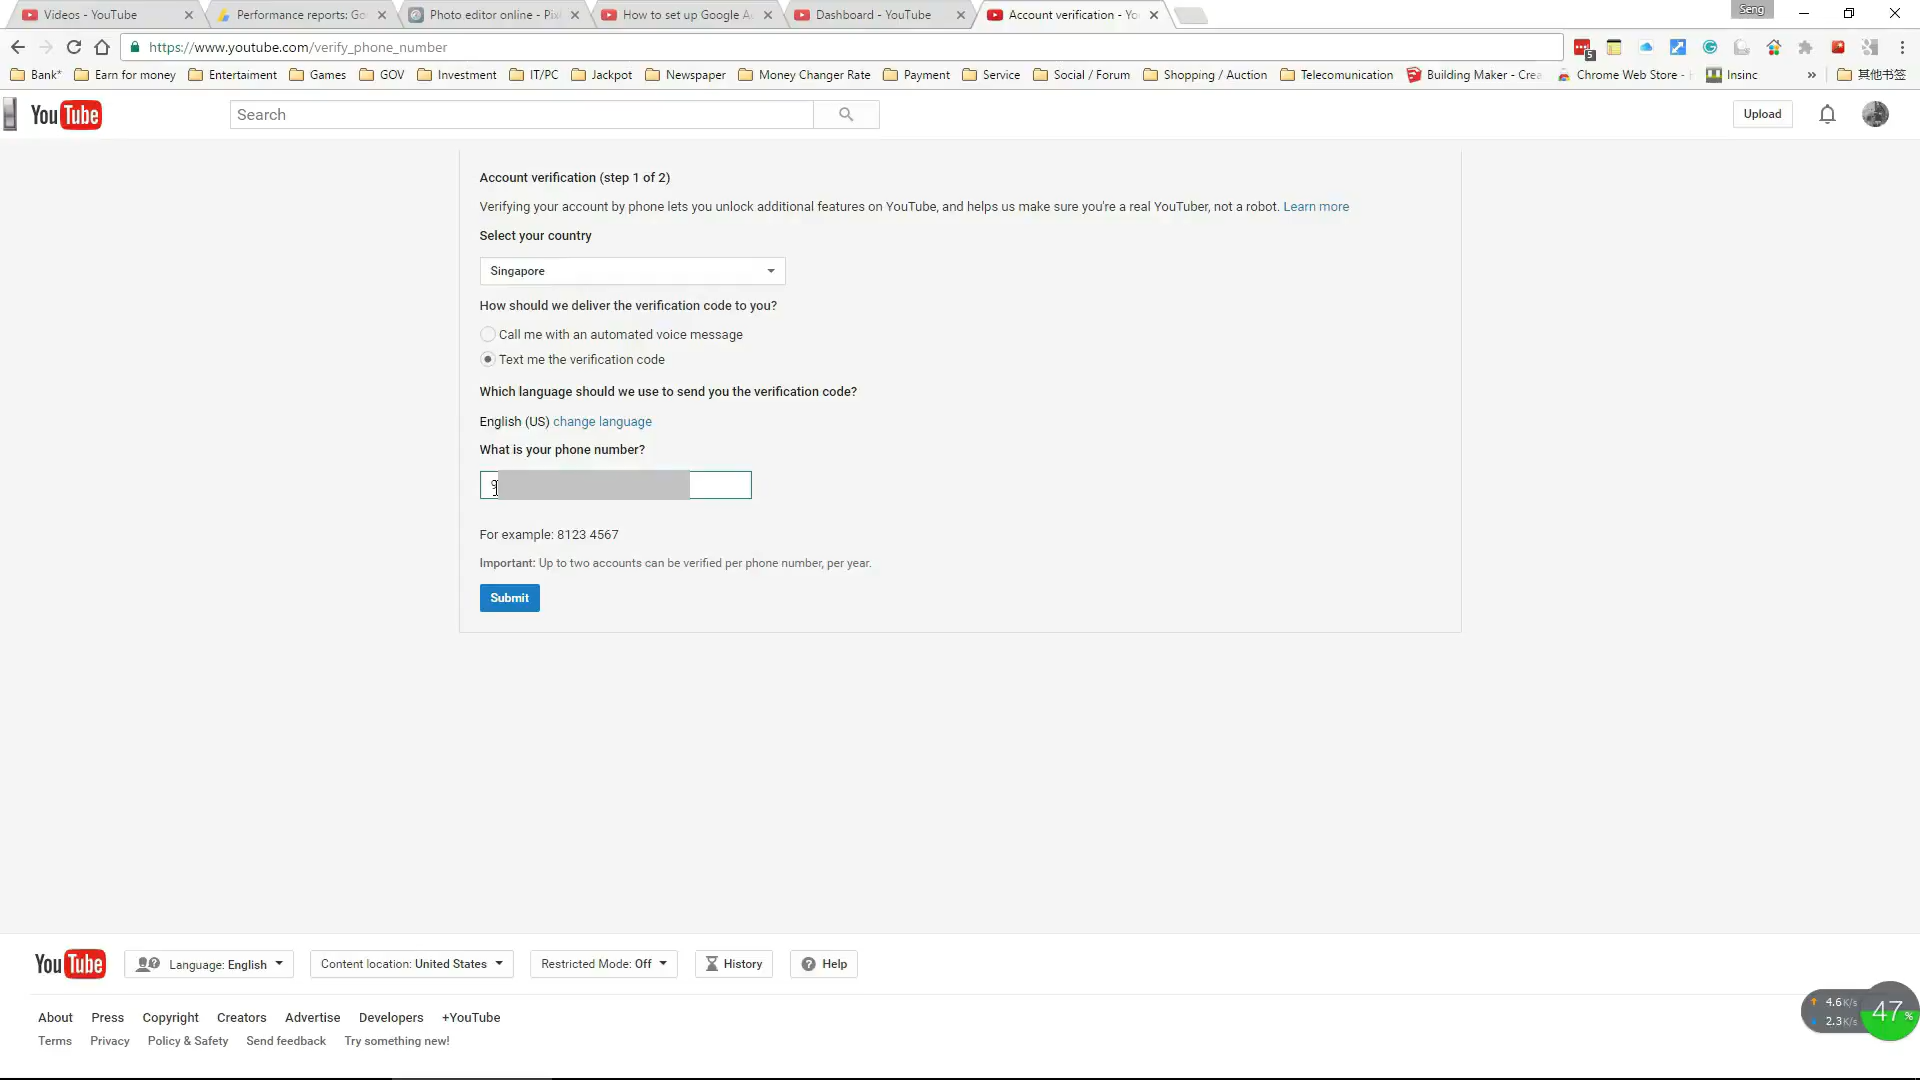 Videos - YouTube
Performance reports: Go
Photo editor online - Pix
How to set up Google A
Dashboard - YouTube
Account verification - Yo
Seng
https://www.youtube.com/verify_phone_number
5
Bank*
Earn for money
Entertaiment
Games
GOV
Investment
IT/PC
Jackpot
Newspaper
Money Changer Rate
Payment
Service
Social / Forum
Shopping / Auction
Telecomunication
Building Maker - Crea
Chrome Web Store -
Insinc
»
其他书签
YouTube
Search
Upload
Account verification (step 1 of 2)
Verifying your account by phone lets you unlock additional features on YouTube, and helps us make sure you're a real YouTuber, not a robot. Learn more
Select your country
Singapore
How should we deliver the verification code to you?
Call me with an automated voice message
Text me the verification code
Which language should we use to send you the verification code?
English (US) change language
What is your phone number?
9
For example: 8123 4567
Important: Up to two accounts can be verified per phone number, per year.
Submit
YouTube
Language: English
Content location: United States
Restricted Mode: Off
History
Help
About
Press
Copyright
Creators
Advertise
Developers
+YouTube
Terms
Privacy
Policy & Safety
Send feedback
Try something new!
4.6K/s
2.3K/s
47%